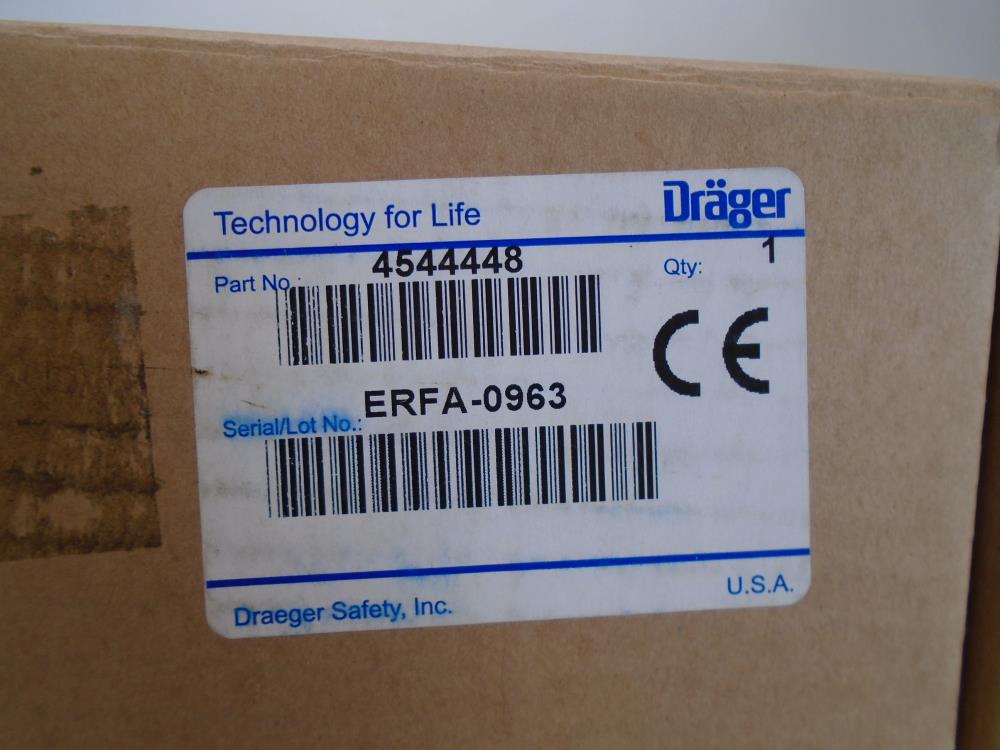 Technology for Life
Dräger
Part No.: 4544448
Qty: 1
CE
ERFA-0963
Serial/Lot No.:
Draeger Safety, Inc.
U.S.A.